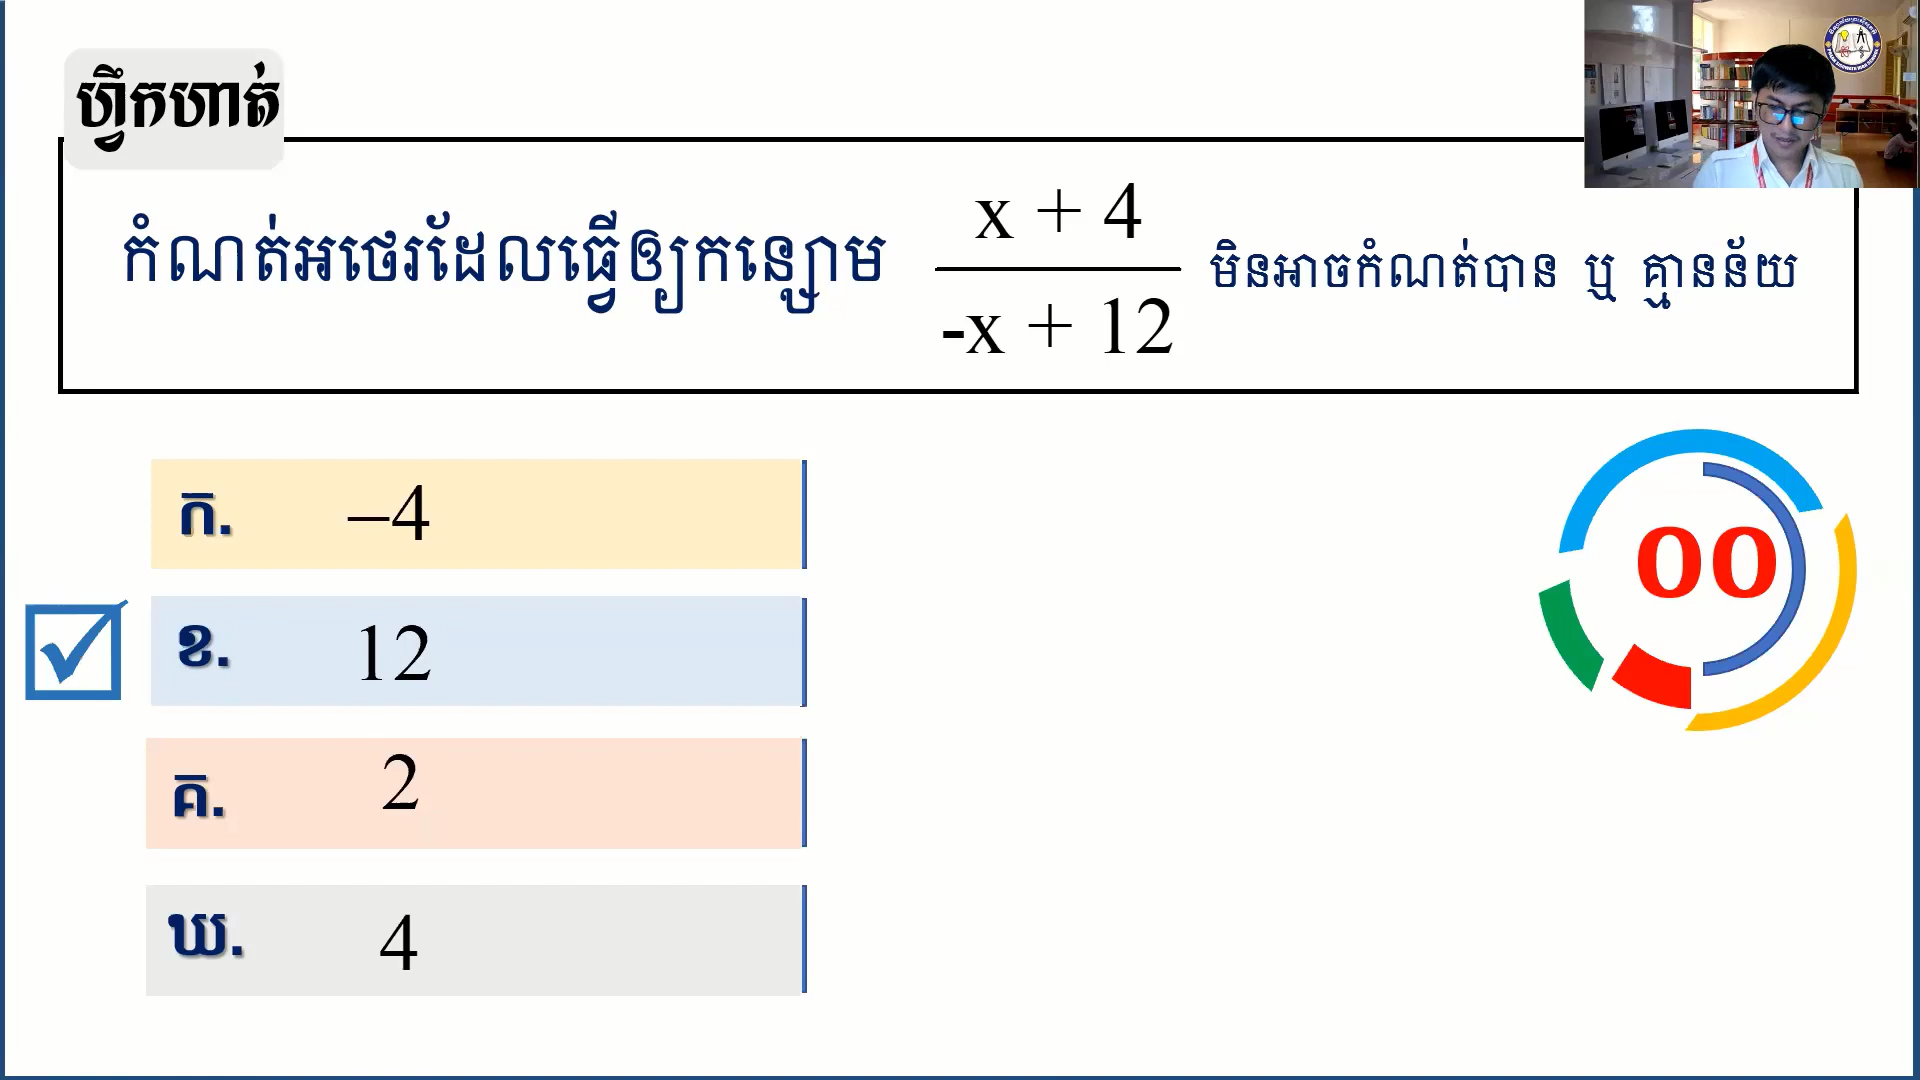 ហ្វឹកហាត់
កំណត់អថេរដែលធ្វើឲ្យកន្សោម x + 4 / -x + 12 មិនអាចកំណត់បាន ឬ គ្មានន័យ
ក. –4
ខ. 12
គ. 2
ឃ. 4
00